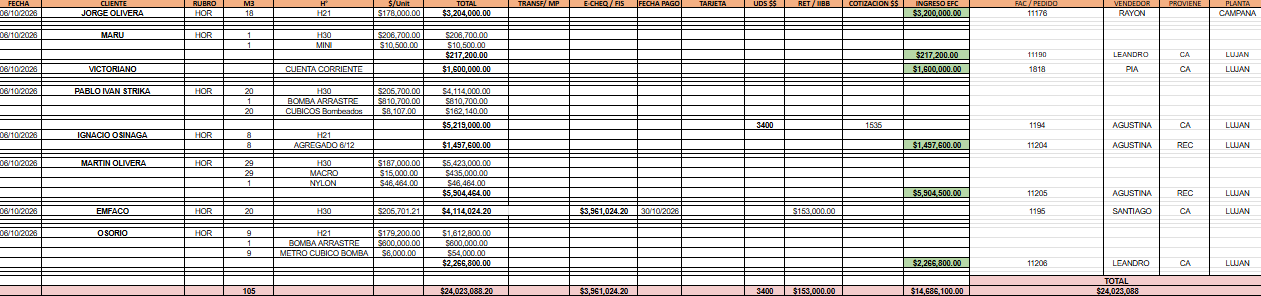 FECHA CLIENTE RUBRO M3 H° $/Unit TOTAL TRANSF/ MP E-CHEQ / FIS FECHA PAGO TARJETA UDS $$ RET / IIBB COTIZACION $$ INGRESO EFC FAC / PEDIDO VENDEDOR PROVIENE PLANTA
06/10/2026 JORGE OLIVERA HOR 18 H21 $178,000.00 $3,204,000.00 $3,200,000.00 11176 RAYON CAMPANA
06/10/2026 MARU HOR 1 H30 $206,700.00 $206,700.00
1 MINI $10,500.00 $10,500.00
$217,200.00 $217,200.00 11190 LEANDRO CA LUJAN
06/10/2026 VICTORIANO CUENTA CORRIENTE $1,600,000.00 $1,600,000.00 1818 PIA CA LUJAN
06/10/2026 PABLO IVAN STRIKA HOR 20 H30 $205,700.00 $4,114,000.00
1 BOMBA ARRASTRE $810,700.00 $810,700.00
20 CUBICOS Bombeados $8,107.00 $162,140.00
$5,219,000.00 3400 1535 1194 AGUSTINA CA LUJAN
06/10/2026 IGNACIO OSINAGA HOR 8 H21
8 AGREGADO 6/12 $1,497,600.00 $1,497,600.00 11204 AGUSTINA REC LUJAN
06/10/2026 MARTIN OLIVERA HOR 29 H30 $187,000.00 $5,423,000.00
29 MACRO $15,000.00 $435,000.00
1 NYLON $46,464.00 $46,464.00
$5,904,464.00 $5,904,500.00 11205 AGUSTINA REC LUJAN
06/10/2026 EMFACO HOR 20 H30 $205,701.21 $4,114,024.20 $3,961,024.20 30/10/2026 $153,000.00 1195 SANTIAGO CA LUJAN
06/10/2026 OSORIO HOR 9 H21 $179,200.00 $1,612,800.00
1 BOMBA ARRASTRE $600,000.00 $600,000.00
9 METRO CUBICO BOMBA $6,000.00 $54,000.00
$2,266,800.00 $2,266,800.00 11206 LEANDRO CA LUJAN
TOTAL
105 $24,023,088.20 $3,961,024.20 3400 $153,000.00 $14,686,100.00 $24,023,088